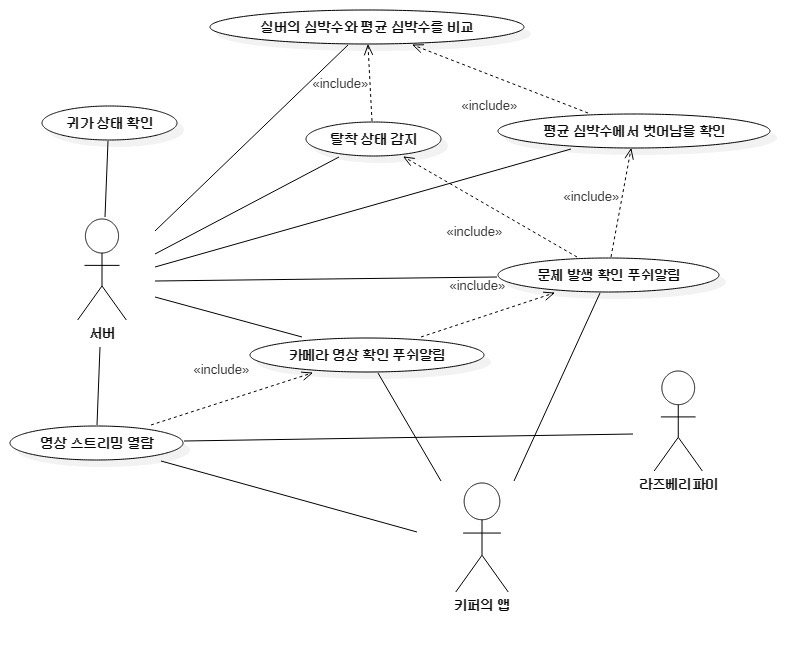 실버의 심박수와 평균 심박수를 비교
«include»
«include»
귀가 상태 확인
탈착 상태 감지
평균 심박수에서 벗어남을 확인
«include»
«include»
문제 발생 확인 푸쉬알림
«include»
서버
카메라 영상 확인 푸쉬알림
«include»
영상 스트리밍 열람
라즈베리파이
키퍼의 앱